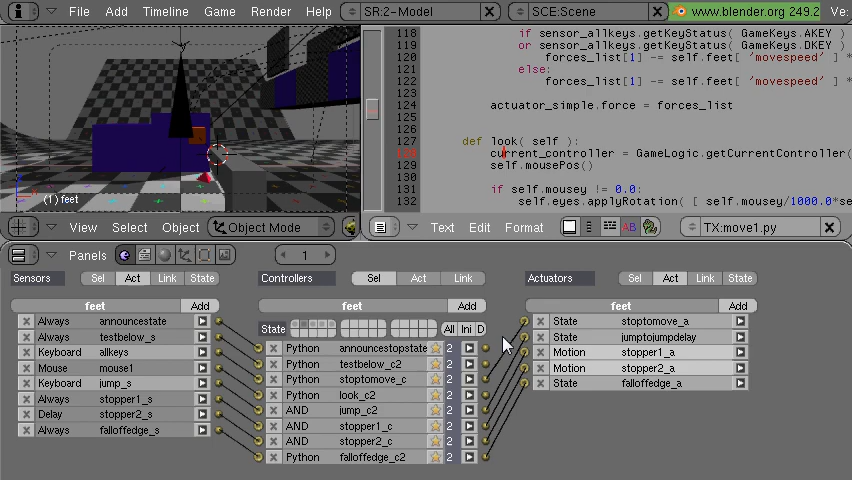 File Add Timeline Game Render Help SR:2-Model SCE:Scene www.blender.org 249.2 Ve:
(1) feet
View Select Object Object Mode
118 if sensor_allkeys.getKeyStatus( GameKeys.AKEY )
119 or sensor_allkeys.getKeyStatus( GameKeys.DKEY )
120 forces_list[1] -= self.feet[ 'movespeed' ] *
121 else:
122 forces_list[1] -= self.feet[ 'movespeed' ] *
123
124 actuator_simple.force = forces_list
125
126
127 def look( self ):
128 current_controller = GameLogic.getCurrentController(
129 self.mousePos()
130
131 if self.mousey != 0.0:
132 self.eyes.applyRotation( [ self.mousey/1000.0*se
Text Edit Format AB TX:move1.py
Panels 1
Sensors Sel Act Link State
feet Add
Always announcestate
Always testbelow_s
Keyboard allkeys
Mouse mouse1
Keyboard jump_s
Always stopper1_s
Delay stopper2_s
Always falloffedge_s
Controllers Sel Act Link
feet Add
State All Ini D
Python announcestopstate 2
Python testbelow_c2 2
Python stoptomove_c 2
Python look_c2 2
AND jump_c2 2
AND stopper1_c 2
AND stopper2_c 2
Python falloffedge_c2 2
Actuators Sel Act Link State
feet Add
State stoptomove_a
State jumptojumpdelay
Motion stopper1_a
Motion stopper2_a
State falloffedge_a